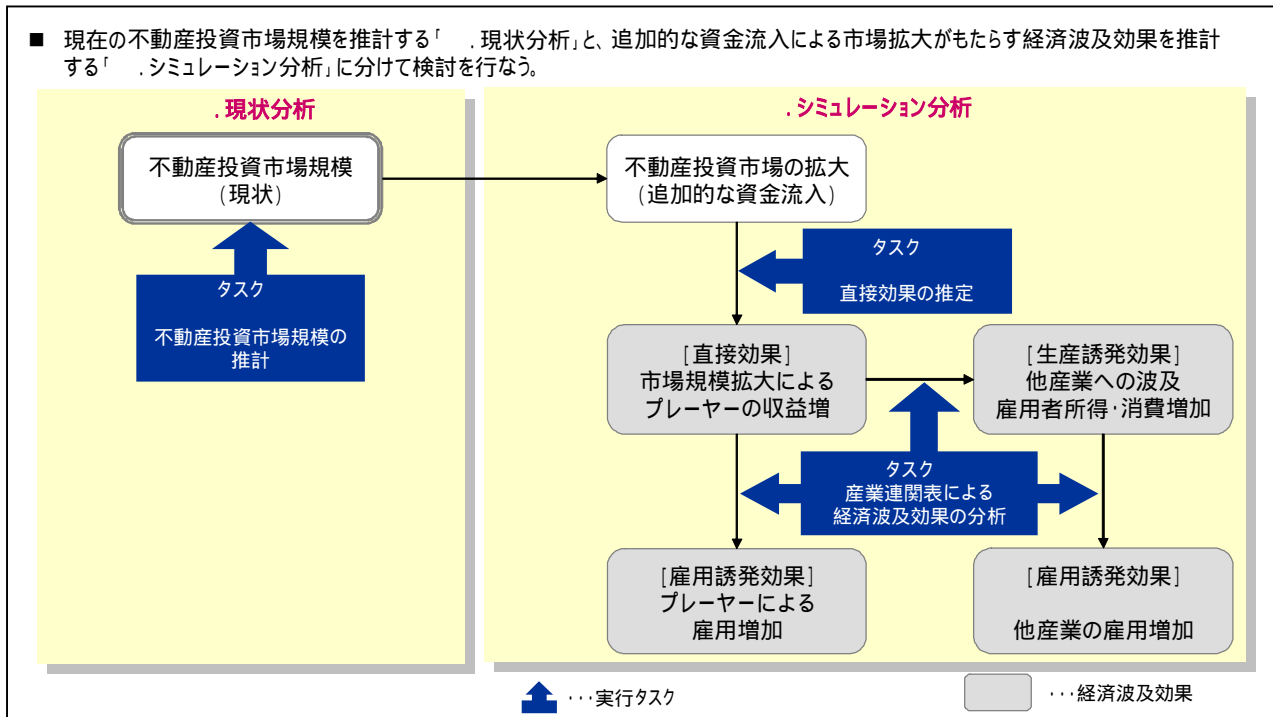 ■ 現在の不動産投資市場規模を推計する「 .現状分析」と、追加的な資金流入による市場拡大がもたらす経済波及効果を推計
する「 .シミュレーション分析」に分けて検討を行なう。
.現状分析
不動産投資市場規模
(現状)
タスク
不動産投資市場規模の
推計
.シミュレーション分析
不動産投資市場の拡大
(追加的な資金流入)
タスク
直接効果の推定
[直接効果]
市場規模拡大による
プレーヤーの収益増
[生産誘発効果]
他産業への波及
雇用者所得・消費増加
タスク
産業連関表による
経済波及効果の分析
[雇用誘発効果]
プレーヤーによる
雇用増加
[雇用誘発効果]
他産業の雇用増加
･･･実行タスク
･･･経済波及効果